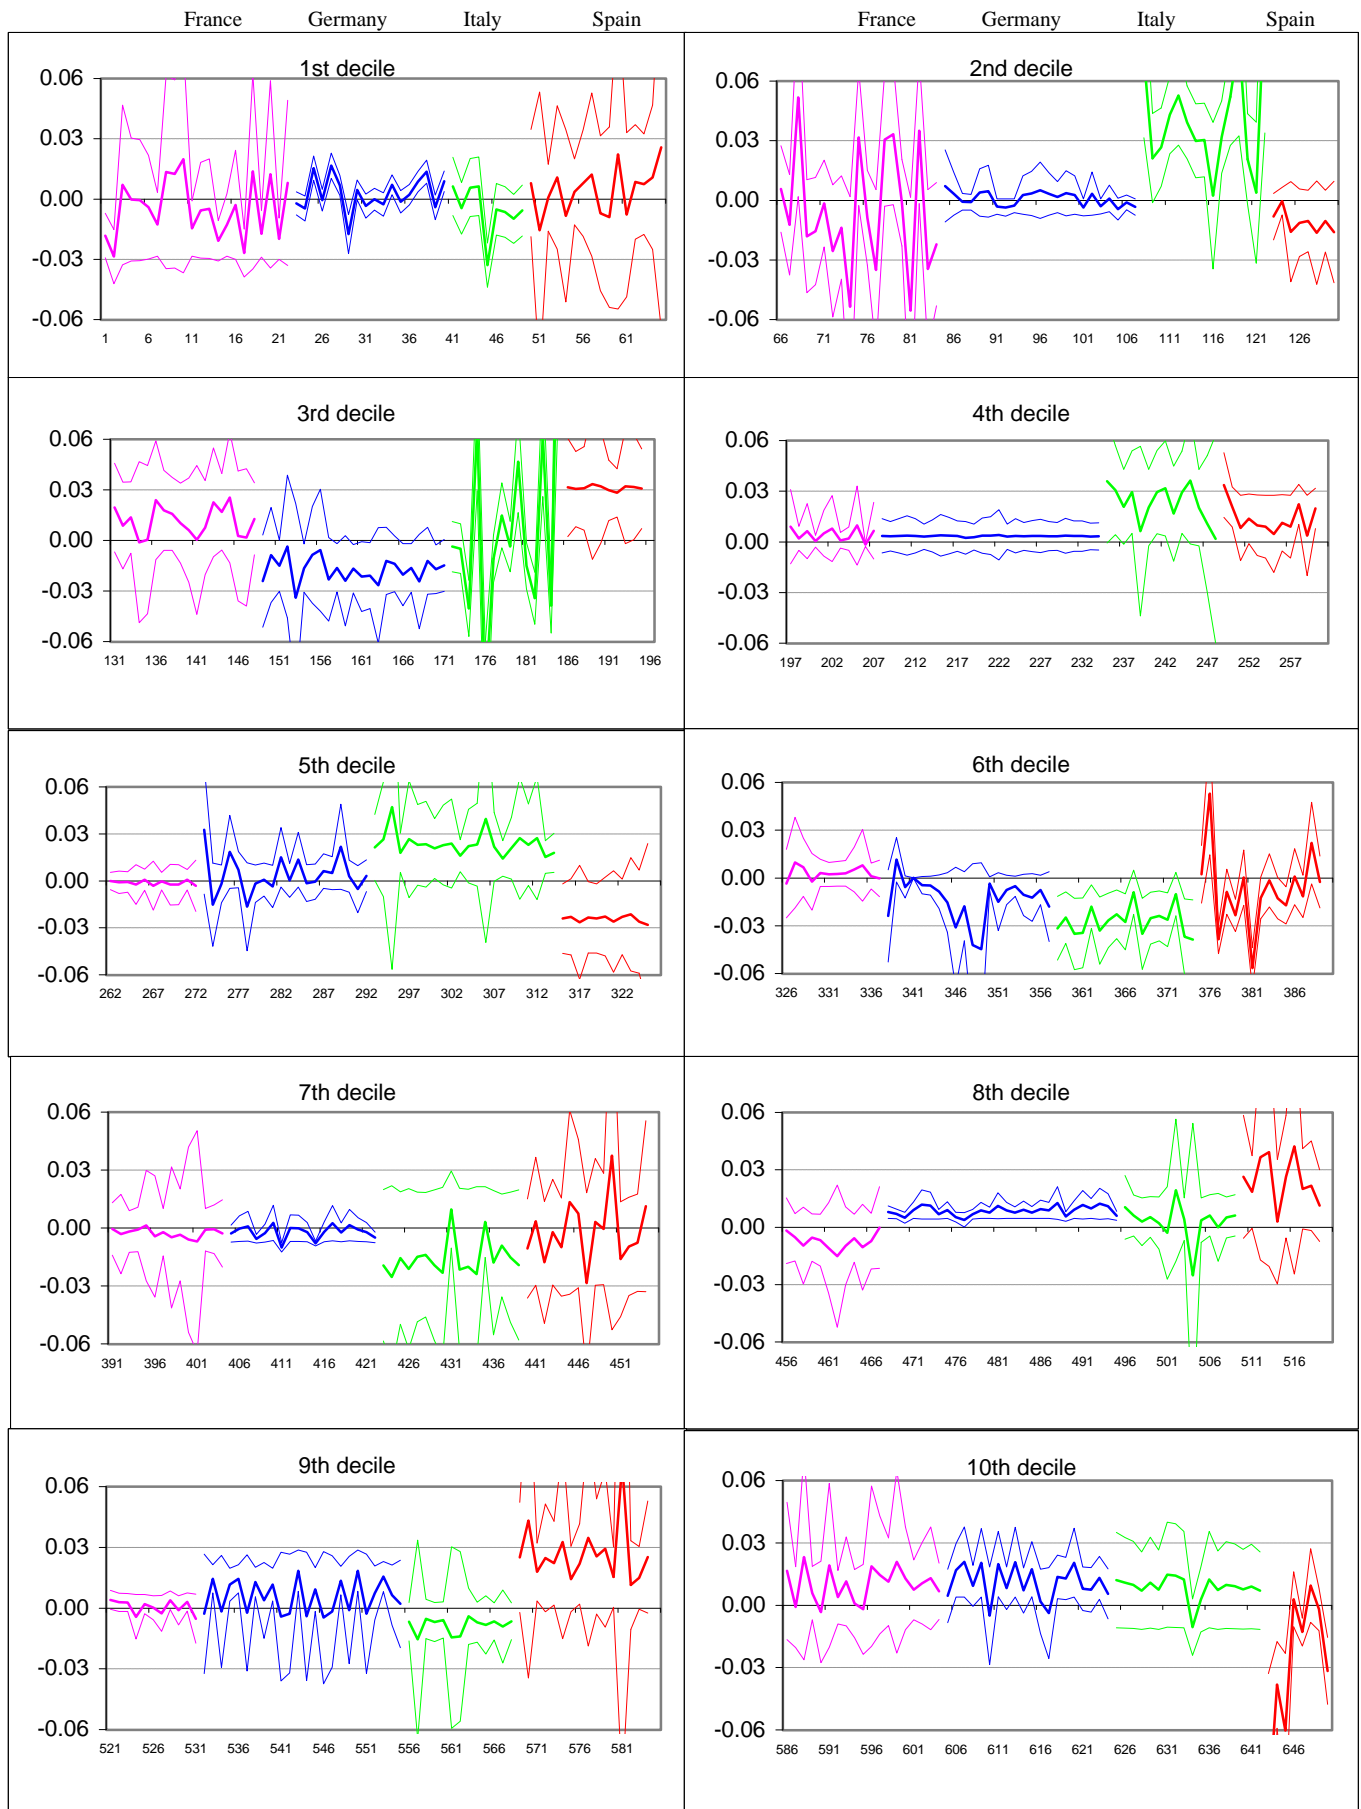 France Germany Italy Spain France Germany Italy Spain
1st decile
0.06
0.03
0.00
-0.03
-0.06
1 6 11 16 21 26 31 36 41 46 51 56 61
2nd decile
0.06
0.03
0.00
-0.03
-0.06
66 71 76 81 86 91 96 101 106 111 116 121 126
3rd decile
0.06
0.03
0.00
-0.03
-0.06
131 136 141 146 151 156 161 166 171 176 181 186 191 196
4th decile
0.06
0.03
0.00
-0.03
-0.06
197 202 207 212 217 222 227 232 237 242 247 252 257
5th decile
0.06
0.03
0.00
-0.03
-0.06
262 267 272 277 282 287 292 297 302 307 312 317 322
6th decile
0.06
0.03
0.00
-0.03
-0.06
326 331 336 341 346 351 356 361 366 371 376 381 386
7th decile
0.06
0.03
0.00
-0.03
-0.06
391 396 401 406 411 416 421 426 431 436 441 446 451
8th decile
0.06
0.03
0.00
-0.03
-0.06
456 461 466 471 476 481 486 491 496 501 506 511 516
9th decile
0.06
0.03
0.00
-0.03
-0.06
521 526 531 536 541 546 551 556 561 566 571 576 581
10th decile
0.06
0.03
0.00
-0.03
-0.06
586 591 596 601 606 611 616 621 626 631 636 641 646